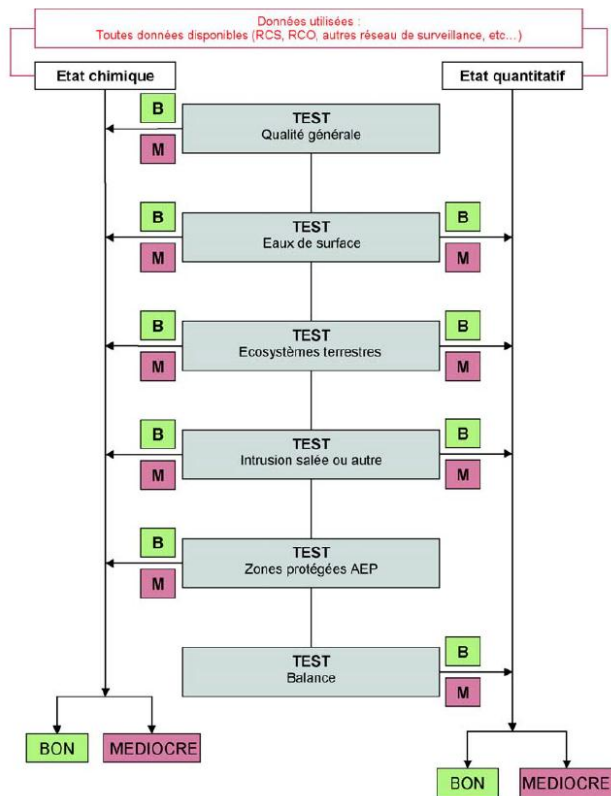 Données utilisées :
Toutes données disponibles (RCS, RCO, autres réseau de surveillance, etc...)
Etat chimique
Etat quantitatif
B
TEST
Qualité générale
M
B
TEST
Eaux de surface
B
M
M
B
TEST
Ecosystèmes terrestres
B
M
M
B
TEST
Intrusion salée ou autre
B
M
M
B
TEST
Zones protégées AEP
M
TEST
Balance
B
M
BON
MEDIOCRE
BON
MEDIOCRE